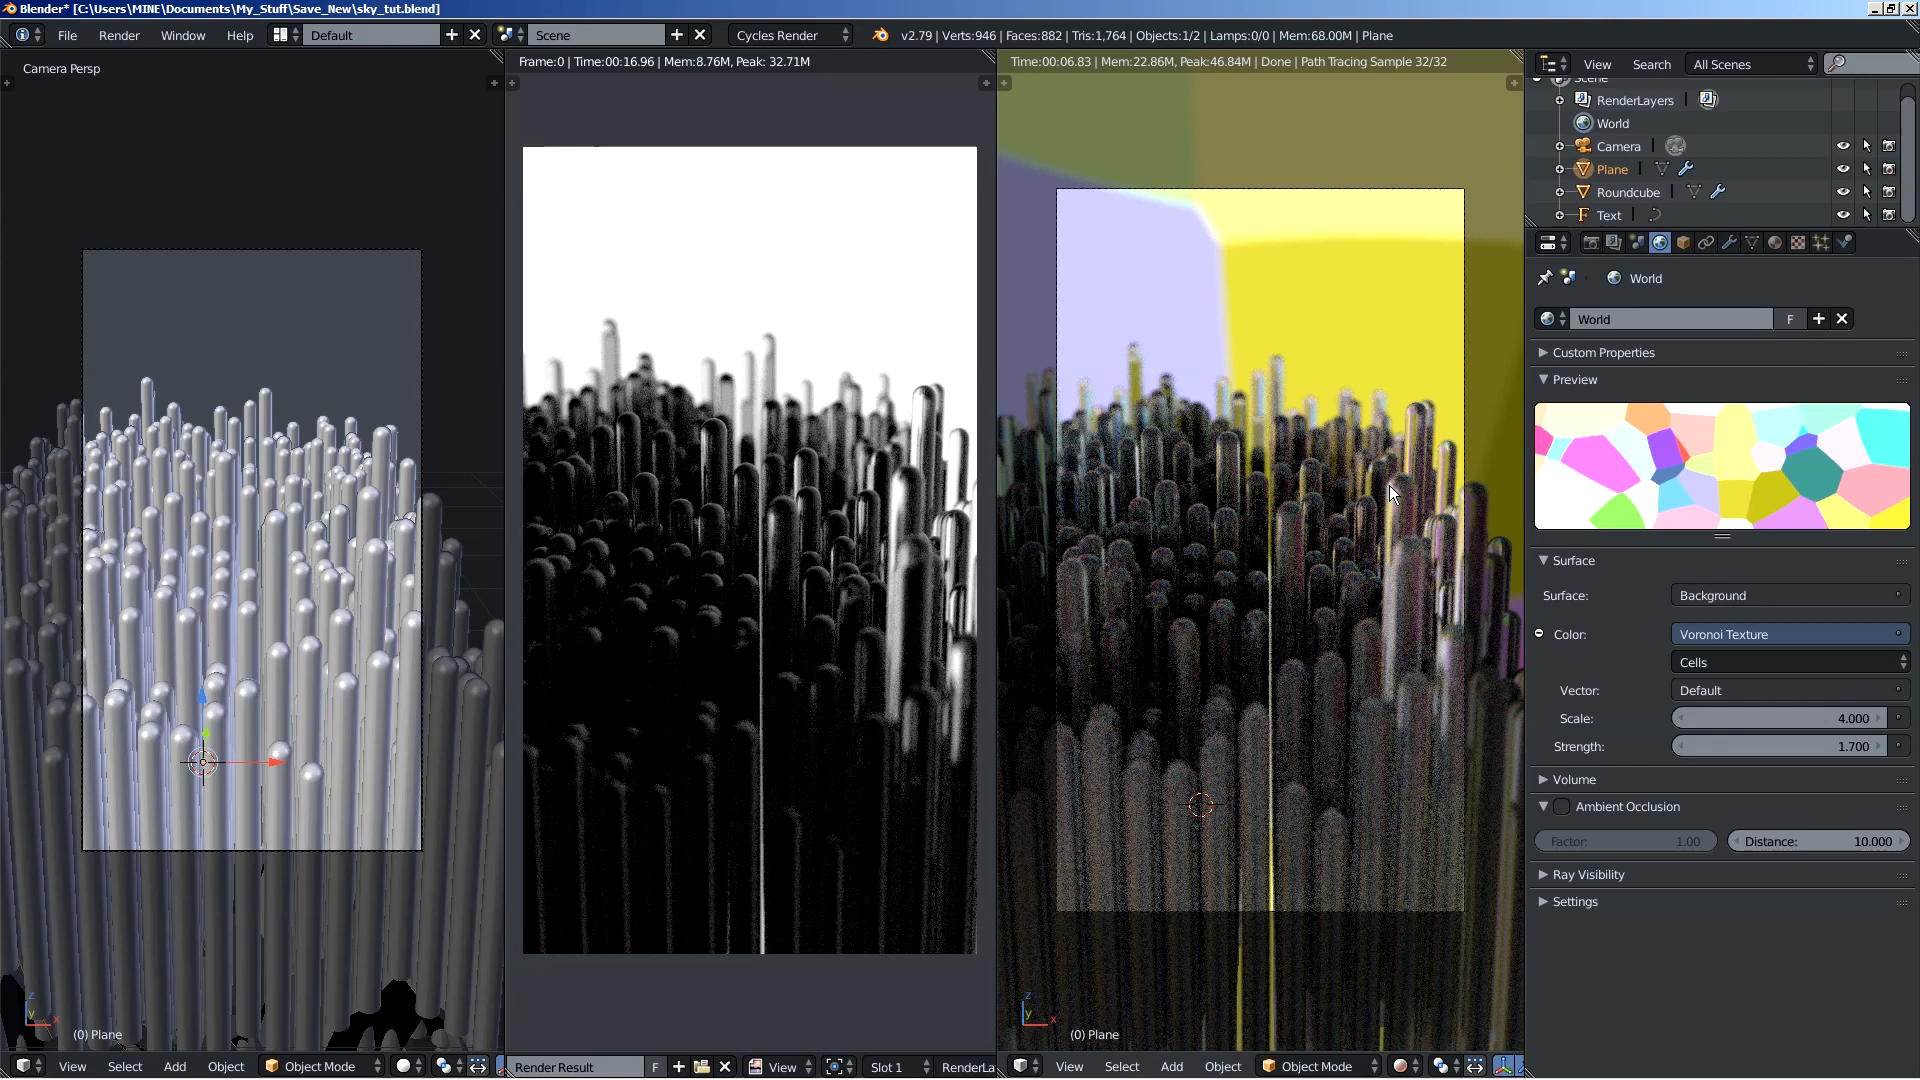 Blender* [C:\Users\MINE\Documents\My_Stuff\Save_New\sky_tut.blend]
File Render Window Help Default Scene Cycles Render v2.79 | Verts:946 | Faces:882 | Tris:1,764 | Objects:1/2 | Lamps:0/0 | Mem:68.00M | Plane
Camera Persp
Frame:0 | Time:00:16.96 | Mem:8.76M, Peak: 32.71M
Time:00:06.83 | Mem:22.86M, Peak:46.84M | Done | Path Tracing Sample 32/32
View Search All Scenes
Scene
RenderLayers |
World
Camera |
Plane |
Roundcube |
Text |
World
World F
Custom Properties
Preview
Surface
Surface: Background
Color: Voronoi Texture
Cells
Vector: Default
Scale: 4.000
Strength: 1.700
Volume
Ambient Occlusion
Factor: 1.00 Distance: 10.000
Ray Visibility
Settings
z
y
x
(0) Plane
z
y
x
(0) Plane
View Select Add Object Object Mode
Render Result F View Slot 1 RenderLa
View Select Add Object Object Mode